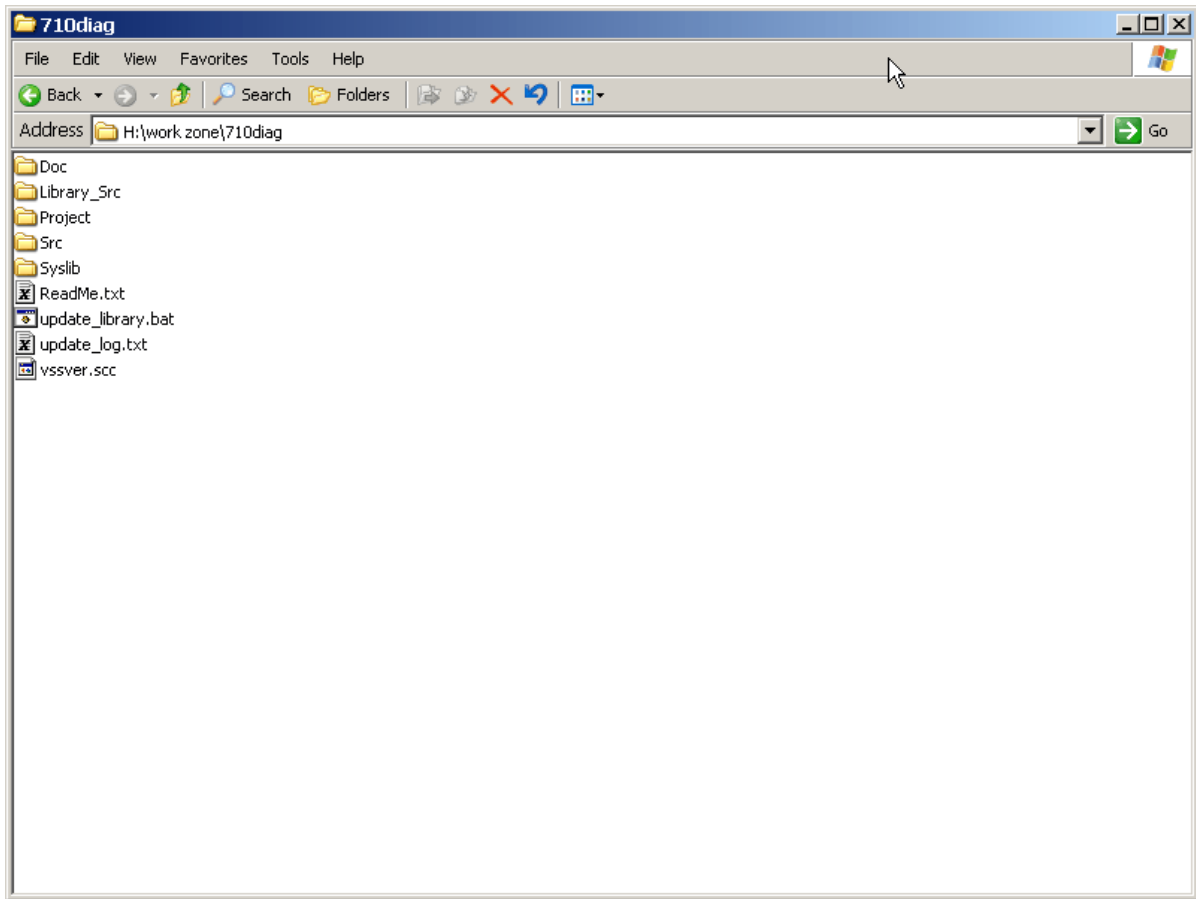 710diag
File Edit View Favorites Tools Help
Back Search Folders
Address H:\work zone\710diag Go
Doc
Library_Src
Project
Src
Syslib
ReadMe.txt
update_library.bat
update_log.txt
vssver.scc